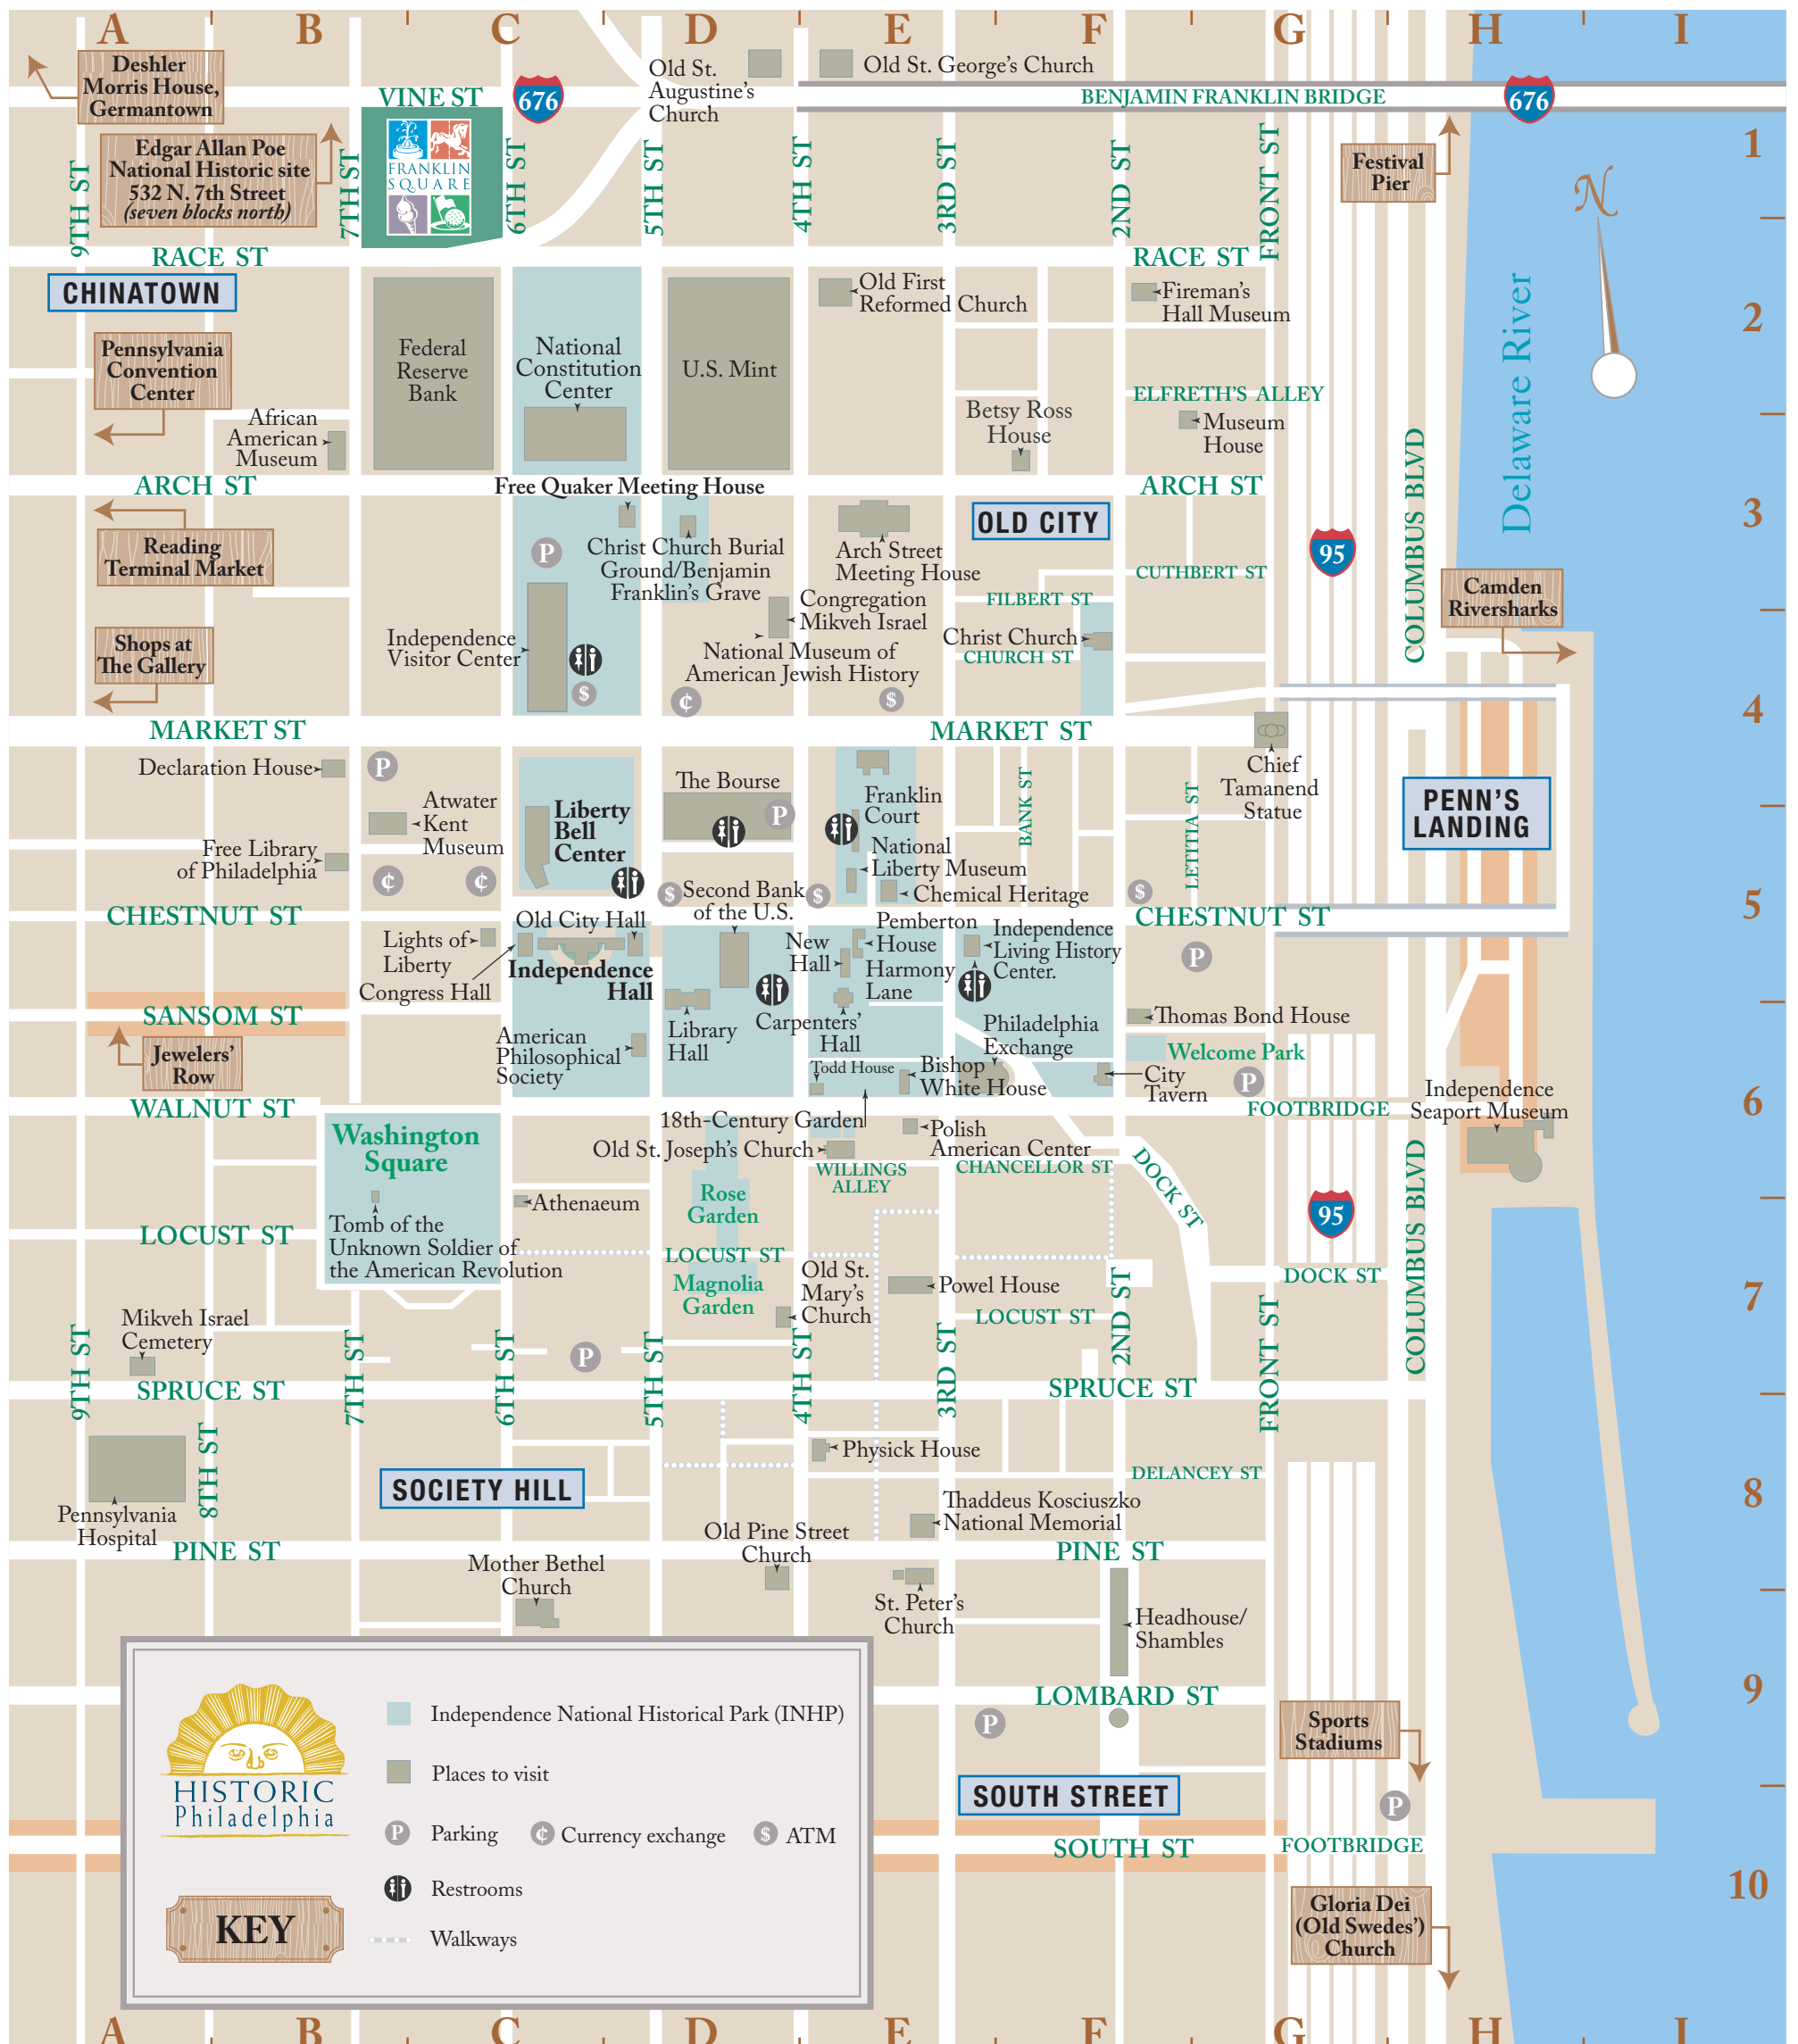 A B C D E F G H I
Deshler
Morris House,
Germantown
Old St.
Augustine's
Church
Old St. George's Church
VINE ST
676
BENJAMIN FRANKLIN BRIDGE
676
Edgar Allan Poe
National Historic site
532 N. 7th Street
(seven blocks north)
FRANKLIN
SQUARE
9TH ST
7TH ST
6TH ST
5TH ST
4TH ST
3RD ST
2ND ST
FRONT ST
Festival
Pier
1
N
RACE ST
RACE ST
CHINATOWN
Old First
Reformed Church
Fireman's
Hall Museum
2
Delaware River
Pennsylvania
Convention
Center
Federal
Reserve
Bank
National
Constitution
Center
U.S. Mint
ELFRETH'S ALLEY
African
American
Museum
Betsy Ross
House
Museum
House
COLUMBUS BLVD
ARCH ST
Free Quaker Meeting House
ARCH ST
3
OLD CITY
Reading
Terminal Market
P
Christ Church Burial
Ground/Benjamin
Franklin's Grave
Arch Street
Meeting House
95
CUTHBERT ST
Camden
Riversharks
FILBERT ST
Congregation
Mikveh Israel
Shops at
The Gallery
Independence
Visitor Center
Christ Church
CHURCH ST
National Museum of
American Jewish History
$
¢
$
4
MARKET ST
MARKET ST
Declaration House
P
The Bourse
Chief
Tamanend
Statue
Atwater
Kent
Museum
Liberty
Bell
Center
P
Franklin
Court
BANK ST
LETITIA ST
PENN'S
LANDING
Free Library
of Philadelphia
National
Liberty Museum
¢
¢
$
Second Bank
of the U.S.
$
Chemical Heritage
$
5
CHESTNUT ST
Old City Hall
CHESTNUT ST
Lights of
Liberty
Congress Hall
Independence
Hall
New
Hall
Pemberton
House
Harmony
Lane
Independence
Living History
Center.
P
SANSOM ST
Jewelers'
Row
American
Philosophical
Society
Library
Hall
Carpenters'
Hall
Philadelphia
Exchange
Thomas Bond House
Welcome Park
Todd House
Bishop
White House
City
Tavern
P
Independence
Seaport Museum
6
WALNUT ST
FOOTBRIDGE
18th-Century Garden
Washington
Square
Old St. Joseph's Church
Polish
American Center
WILLINGS
ALLEY
CHANCELLOR ST
DOCK ST
Rose
Garden
Athenaeum
95
COLUMBUS BLVD
Tomb of the
Unknown Soldier of
the American Revolution
LOCUST ST
LOCUST ST
Magnolia
Garden
Old St.
Mary's
Church
Powel House
DOCK ST
7
LOCUST ST
Mikveh Israel
Cemetery
P
9TH ST
7TH ST
6TH ST
5TH ST
4TH ST
3RD ST
2ND ST
FRONT ST
SPRUCE ST
SPRUCE ST
8TH ST
Physick House
SOCIETY HILL
DELANCEY ST
8
Pennsylvania
Hospital
Thaddeus Kosciuszko
National Memorial
Old Pine Street
Church
PINE ST
PINE ST
Mother Bethel
Church
St. Peter's
Church
Headhouse/
Shambles
LOMBARD ST
9
P
Sports
Stadiums
SOUTH STREET
P
SOUTH ST
FOOTBRIDGE
10
Gloria Dei
(Old Swedes')
Church
HISTORIC
Philadelphia
KEY
Independence National Historical Park (INHP)
Places to visit
P Parking
¢ Currency exchange
$ ATM
Restrooms
Walkways
A B C D E F G H I